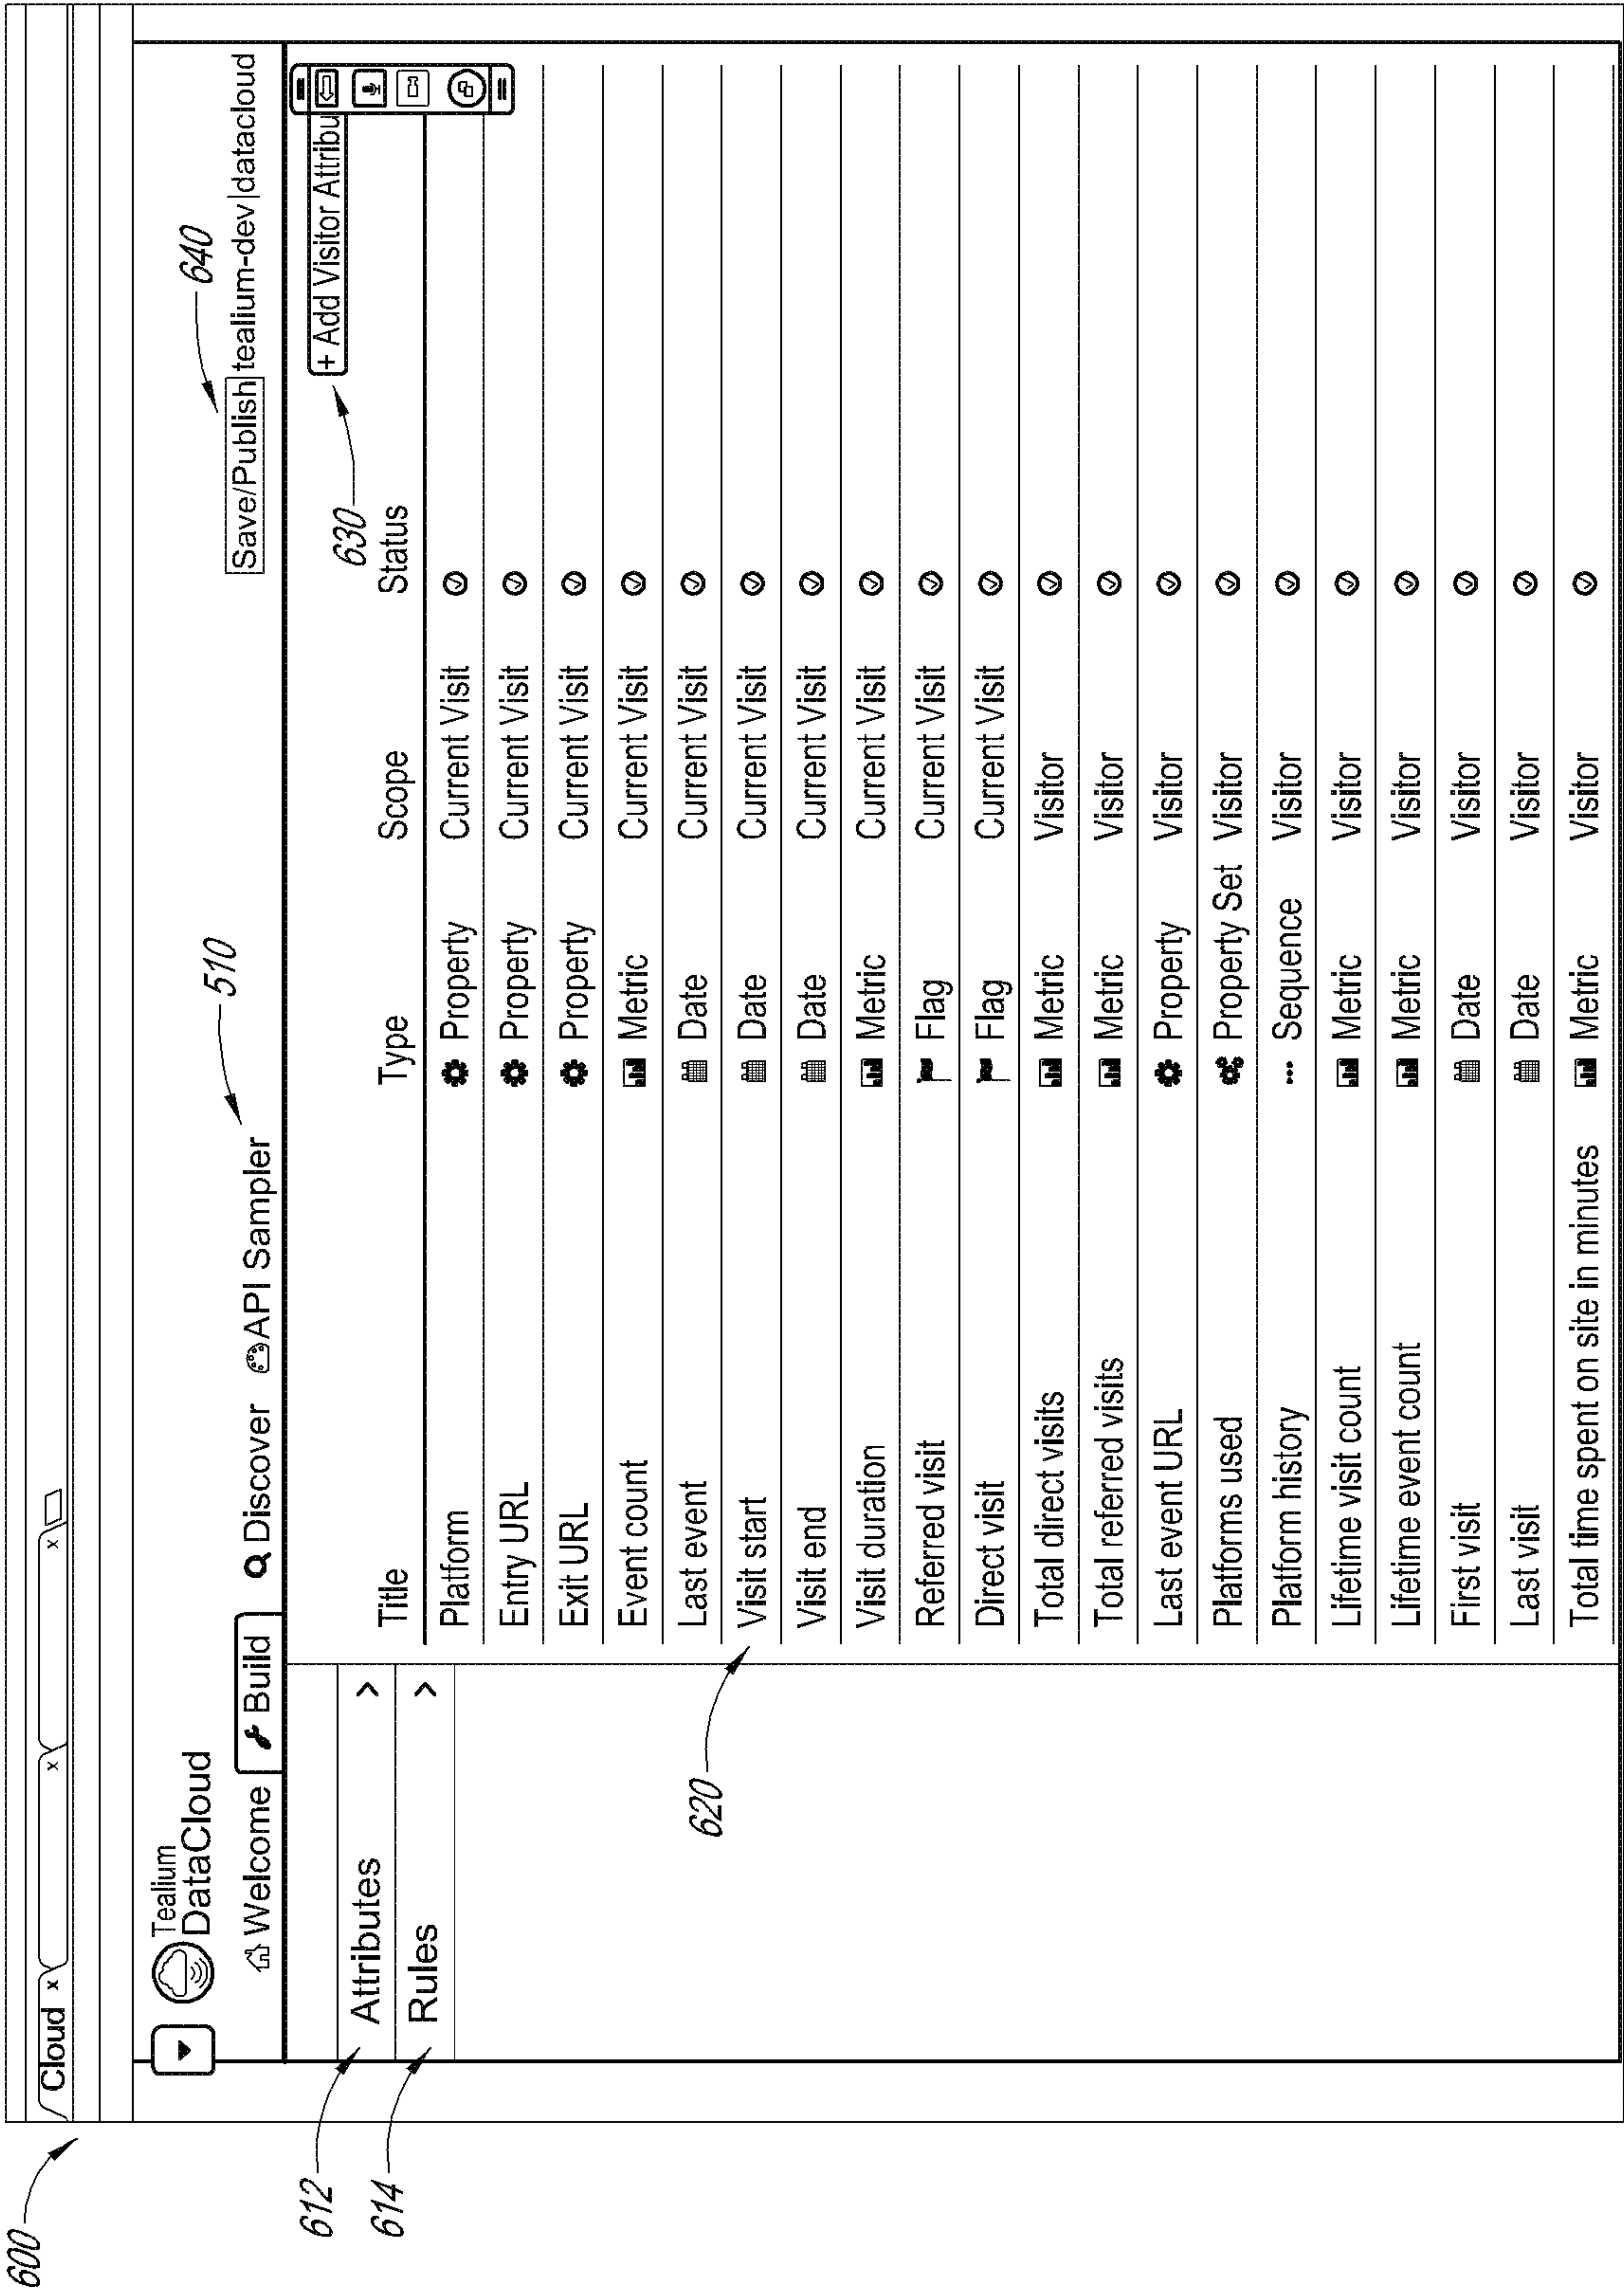 600
Cloud x
x
x
Tealium
DataCloud
640
Save/Publish tealium-dev|datacloud
Welcome Build Discover API Sampler
510
612
Attributes >
614
Rules >
+ Add Visitor Attribu
630
Title Type Scope Status
Platform Property Current Visit
Entry URL Property Current Visit
Exit URL Property Current Visit
Event count Metric Current Visit
Last event Date Current Visit
620
Visit start Date Current Visit
Visit end Date Current Visit
Visit duration Metric Current Visit
Referred visit Flag Current Visit
Direct visit Flag Current Visit
Total direct visits Metric Visitor
Total referred visits Metric Visitor
Last event URL Property Visitor
Platforms used Property Set Visitor
Platform history Sequence Visitor
Lifetime visit count Metric Visitor
Lifetime event count Metric Visitor
First visit Date Visitor
Last visit Date Visitor
Total time spent on site in minutes Metric Visitor